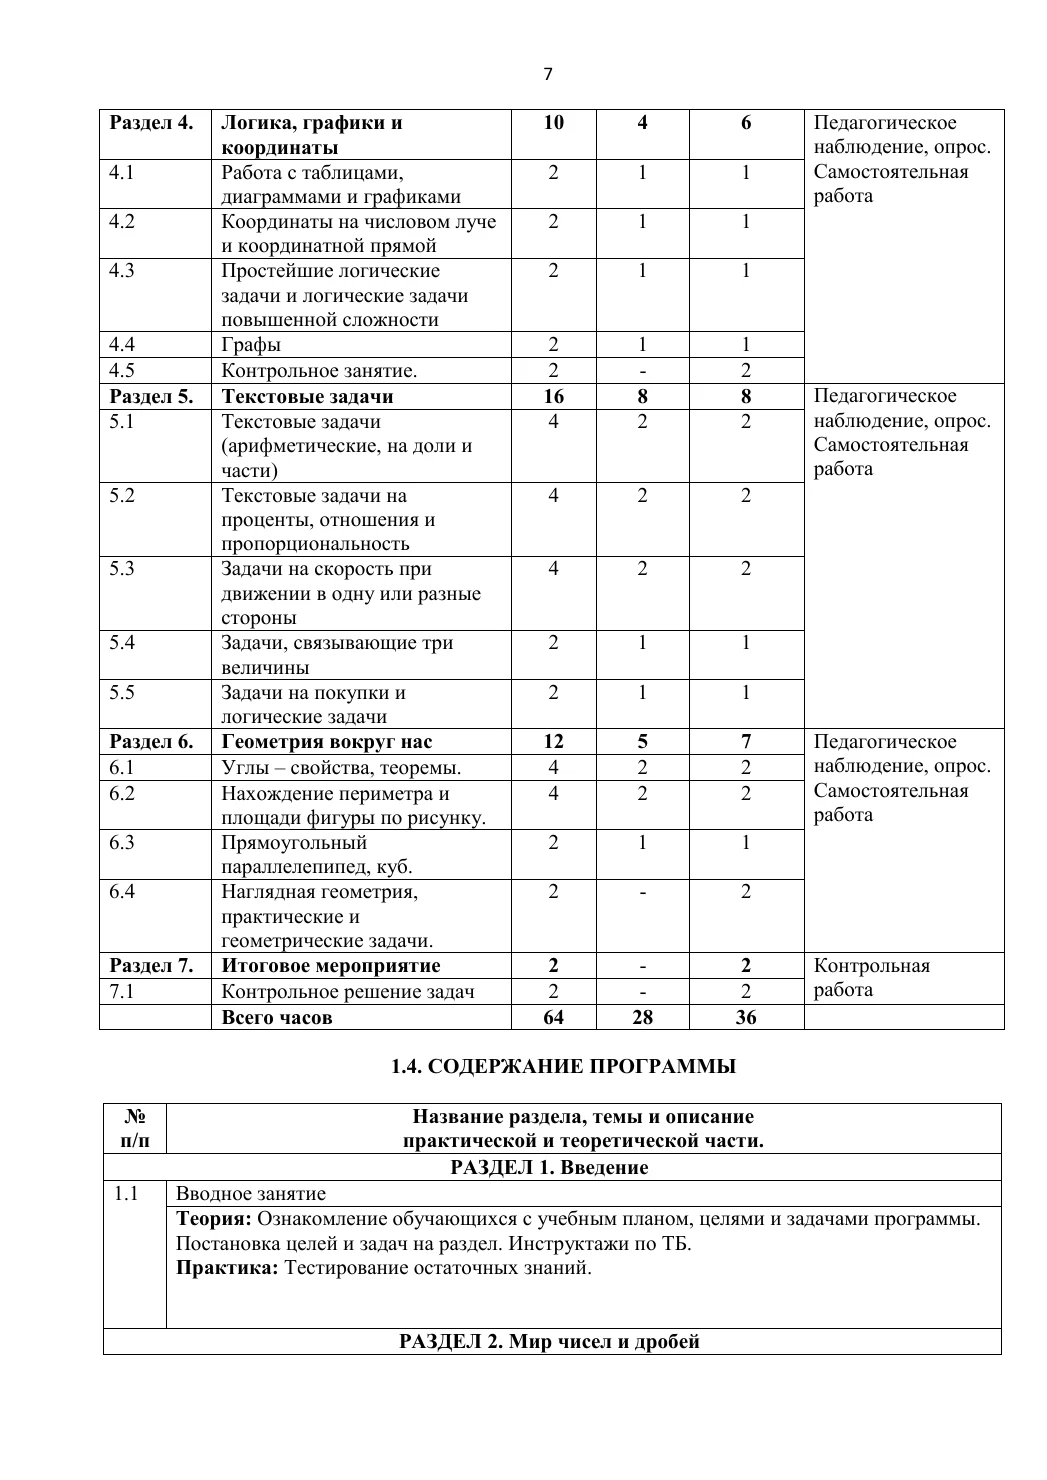 7
Раздел 4. Логика, графики и 10 4 6 Педагогическое
координаты наблюдение, опрос.
4.1 Работа с таблицами, 2 1 1 Самостоятельная
диаграммами и графиками работа
4.2 Координаты на числовом луче 2 1 1
и координатной прямой
4.3 Простейшие логические 2 1 1
задачи и логические задачи
повышенной сложности
4.4 Графы 2 1 1
4.5 Контрольное занятие. 2 - 2
Раздел 5. Текстовые задачи 16 8 8 Педагогическое
5.1 Текстовые задачи 4 2 2 наблюдение, опрос.
(арифметические, на доли и Самостоятельная
части) работа
5.2 Текстовые задачи на 4 2 2
проценты, отношения и
пропорциональность
5.3 Задачи на скорость при 4 2 2
движении в одну или разные
стороны
5.4 Задачи, связывающие три 2 1 1
величины
5.5 Задачи на покупки и 2 1 1
логические задачи
Раздел 6. Геометрия вокруг нас 12 5 7 Педагогическое
6.1 Углы – свойства, теоремы. 4 2 2 наблюдение, опрос.
6.2 Нахождение периметра и 4 2 2 Самостоятельная
площади фигуры по рисунку. работа
6.3 Прямоугольный 2 1 1
параллелепипед, куб.
6.4 Наглядная геометрия, 2 - 2
практические и
геометрические задачи.
Раздел 7. Итоговое мероприятие 2 - 2 Контрольная
7.1 Контрольное решение задач 2 - 2 работа
Всего часов 64 28 36
1.4. СОДЕРЖАНИЕ ПРОГРАММЫ
№ Название раздела, темы и описание
п/п практической и теоретической части.
РАЗДЕЛ 1. Введение
1.1 Вводное занятие
Теория: Ознакомление обучающихся с учебным планом, целями и задачами программы.
Постановка целей и задач на раздел. Инструктажи по ТБ.
Практика: Тестирование остаточных знаний.
РАЗДЕЛ 2. Мир чисел и дробей